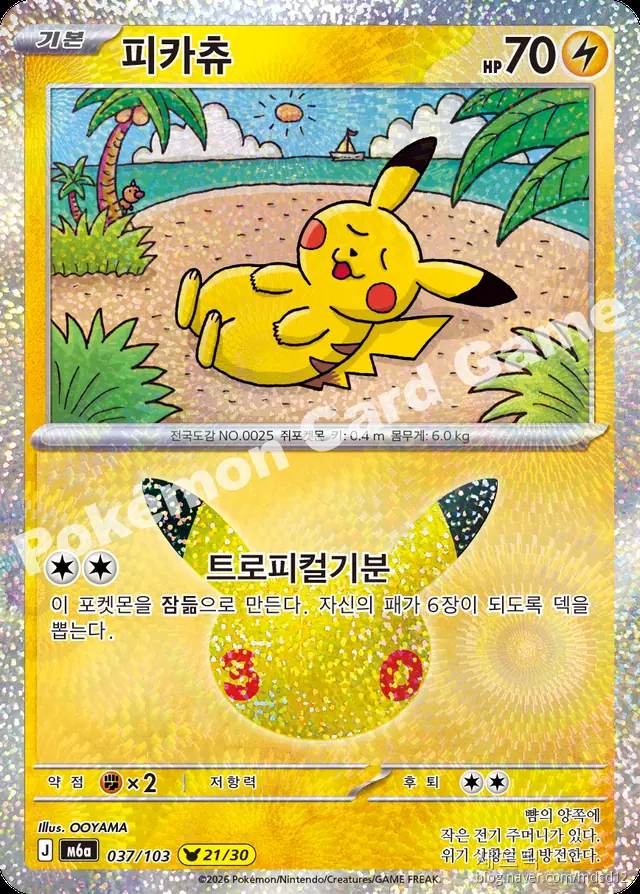 기본 피카츄 HP 70
전국도감 NO.0025 쥐포켓몬 키: 0.4 m 몸무게: 6.0 kg
Pokémon Card Game
트로피컬기분
이 포켓몬을 잠듦으로 만든다. 자신의 패가 6장이 되도록 덱을
뽑는다.
30
약점 ×2 저항력 후퇴
Illus. OOYAMA
뺨의 양쪽에
작은 전기 주머니가 있다.
위기 상황일 때 방전한다.
J M6a 037/103 21/30
©2026 Pokémon/Nintendo/Creatures/GAME FREAK.
blog.naver.com/mdsd12